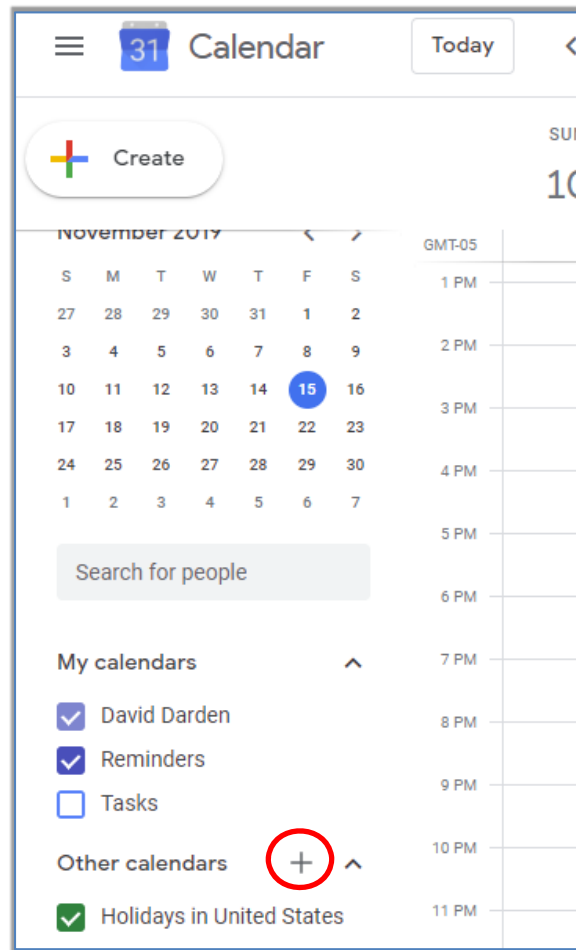 31 Calendar Today
Create
SU
10
November 2019
GMT-05
S M T W T F S
27 28 29 30 31 1 2
3 4 5 6 7 8 9
10 11 12 13 14 15 16
17 18 19 20 21 22 23
24 25 26 27 28 29 30
1 2 3 4 5 6 7
Search for people
My calendars
David Darden
Reminders
Tasks
Other calendars
Holidays in United States
1 PM
2 PM
3 PM
4 PM
5 PM
6 PM
7 PM
8 PM
9 PM
10 PM
11 PM